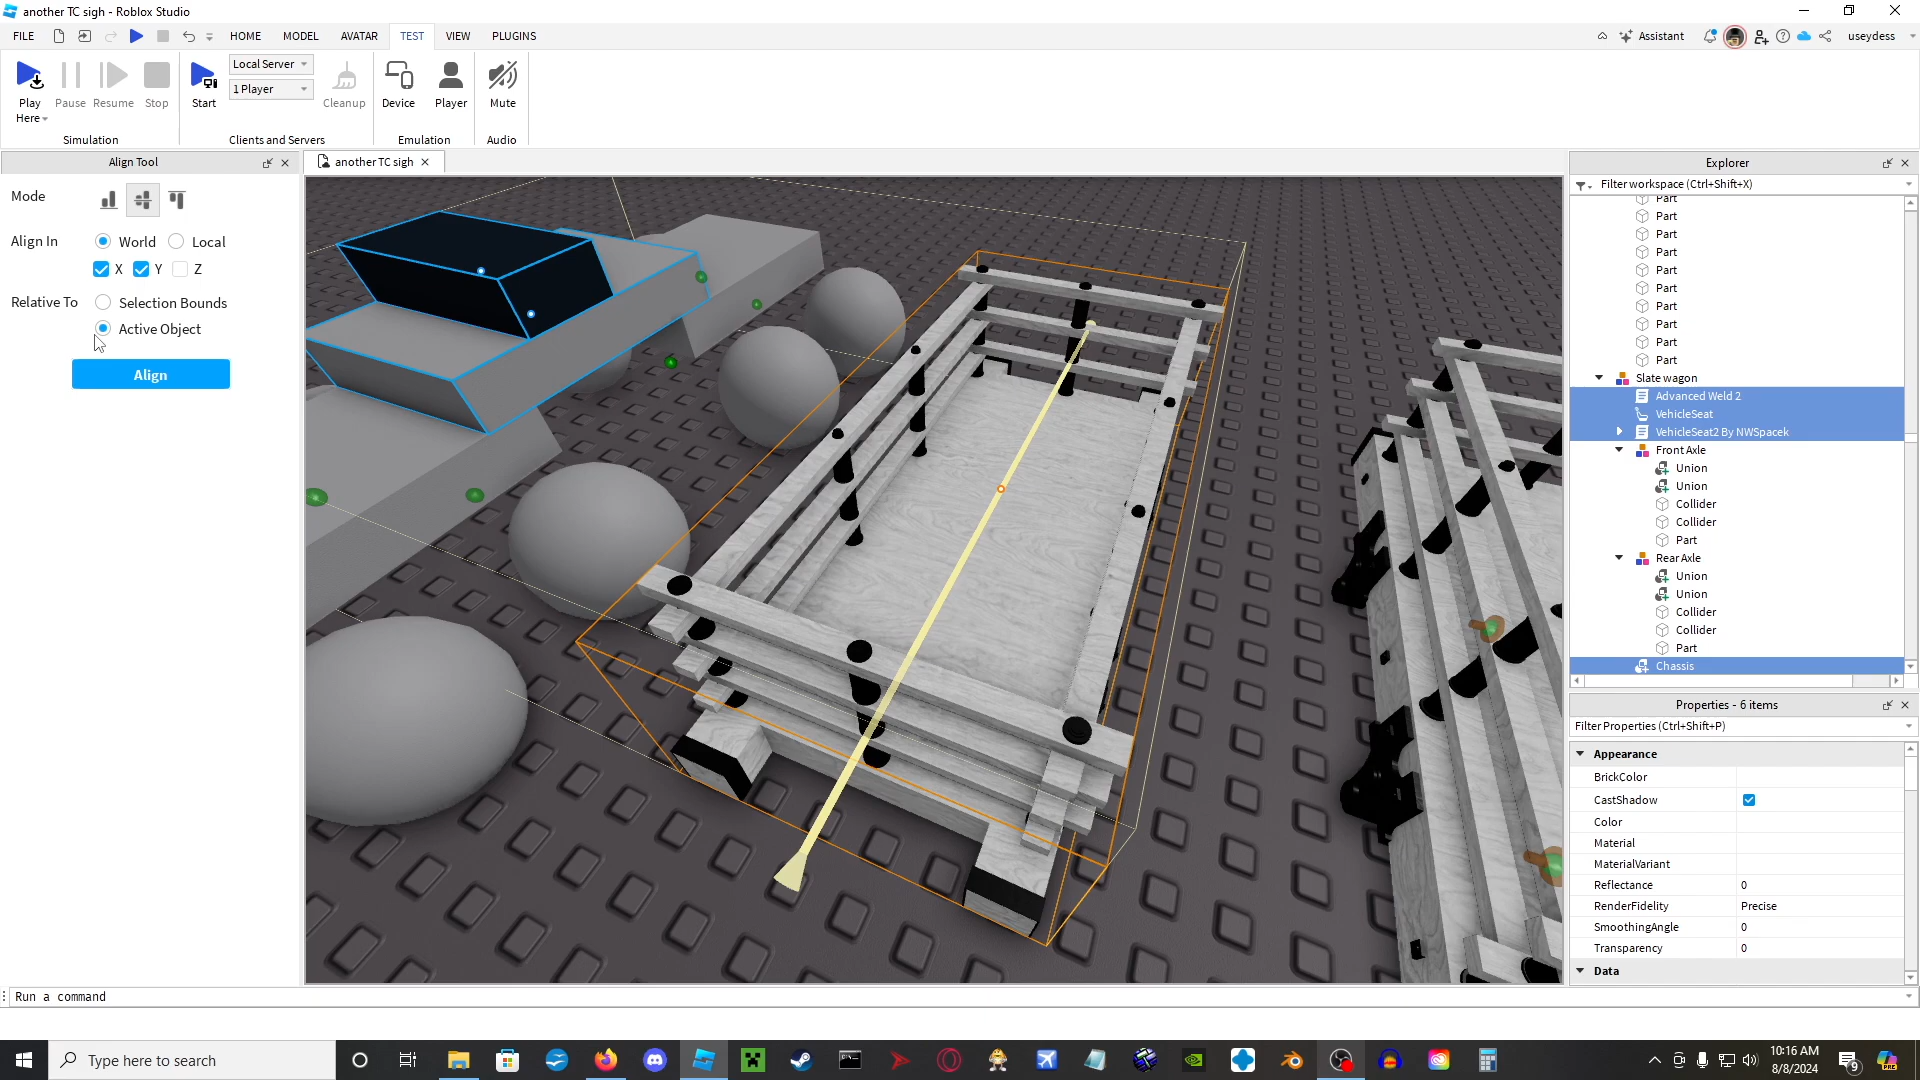 another TC sigh - Roblox Studio
FILE HOME MODEL AVATAR TEST VIEW PLUGINS Assistant useydess
Play Here Pause Resume Stop Start Local Server 1 Player Cleanup Device Player Mute
Simulation Clients and Servers Emulation Audio
Align Tool
Mode
Align In World Local
X Y Z
Relative To Selection Bounds
Active Object
Align
another TC sigh
Explorer
Filter workspace (Ctrl+Shift+X)
Part
Part
Part
Part
Part
Part
Part
Part
Part
Part
Slate wagon
Advanced Weld 2
VehicleSeat
VehicleSeat2 By NWSpacek
Front Axle
Union
Union
Collider
Collider
Part
Rear Axle
Union
Union
Collider
Collider
Part
Chassis
Properties - 6 items
Filter Properties (Ctrl+Shift+P)
Appearance
BrickColor
CastShadow
Color
Material
MaterialVariant
Reflectance 0
RenderFidelity Precise
SmoothingAngle 0
Transparency 0
Data
Run a command
Type here to search
10:16 AM
8/8/2024
9
PRE